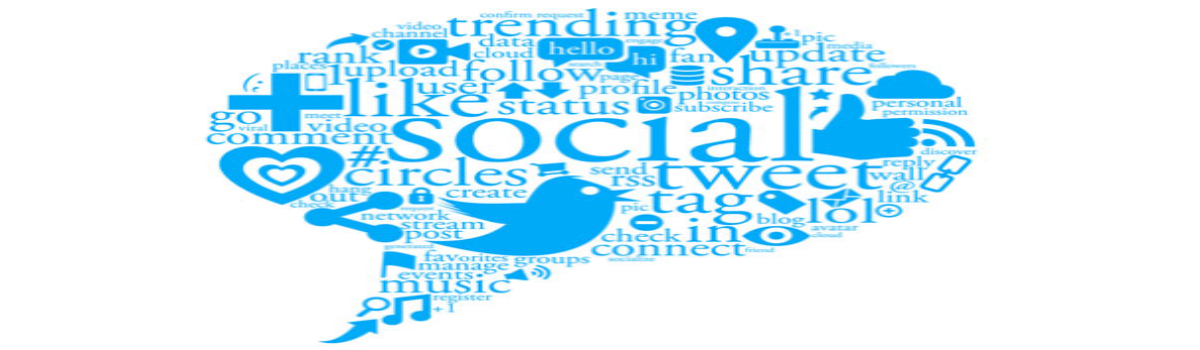 confirm request meme
trending
video
channel
data
cloud
hello
engage
hi
fan
+1
pic
media
update
rank
places
upload
follow
search
page
share
followers
user
profile
interaction
photos
personal
permission
like
status
subscribe
go
viral
meet
video
comment
social
discover
#
circles
send
rss
tweet
reply
wall
@
link
hang
out
check
create
pic
tag
blog
lol
avatar
cloud
network
stream
post
check in
connect
friend
socialize
generated
favorites groups
manage
events
music
register
+1